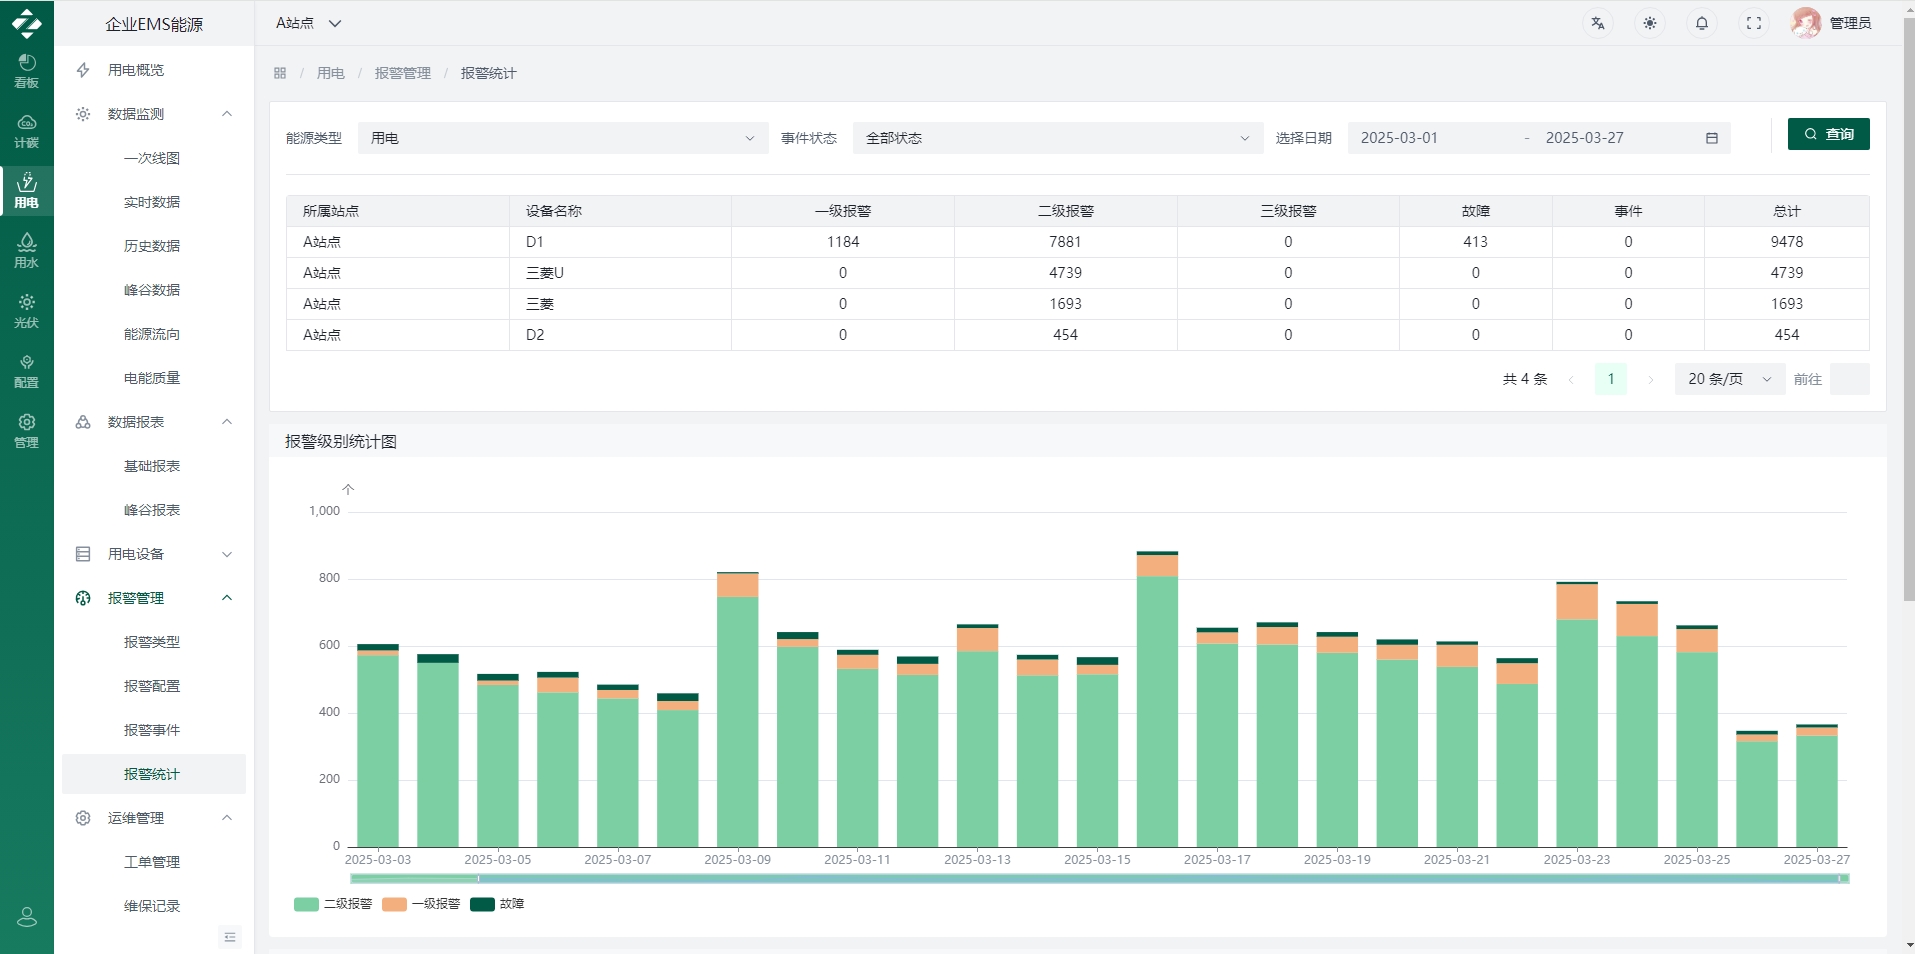 企业EMS能源
A站点
管理员
看板
计碳
用电
用水
光伏
配置
管理
用电概览
数据监测
一次线图
实时数据
历史数据
峰谷数据
能源流向
电能质量
数据报表
基础报表
峰谷报表
用电设备
报警管理
报警类型
报警配置
报警事件
报警统计
运维管理
工单管理
维保记录
/ 用电 / 报警管理 / 报警统计
能源类型 用电 事件状态 全部状态 选择日期 2025-03-01 - 2025-03-27 查询
所属站点 设备名称 一级报警 二级报警 三级报警 故障 事件 总计
A站点 D1 1184 7881 0 413 0 9478
A站点 三菱U 0 4739 0 0 0 4739
A站点 三菱 0 1693 0 0 0 1693
A站点 D2 0 454 0 0 0 454
共 4 条 1 20 条/页 前往
报警级别统计图
个
1,000
800
600
400
200
0
2025-03-03 2025-03-05 2025-03-07 2025-03-09 2025-03-11 2025-03-13 2025-03-15 2025-03-17 2025-03-19 2025-03-21 2025-03-23 2025-03-25 2025-03-27
二级报警 一级报警 故障